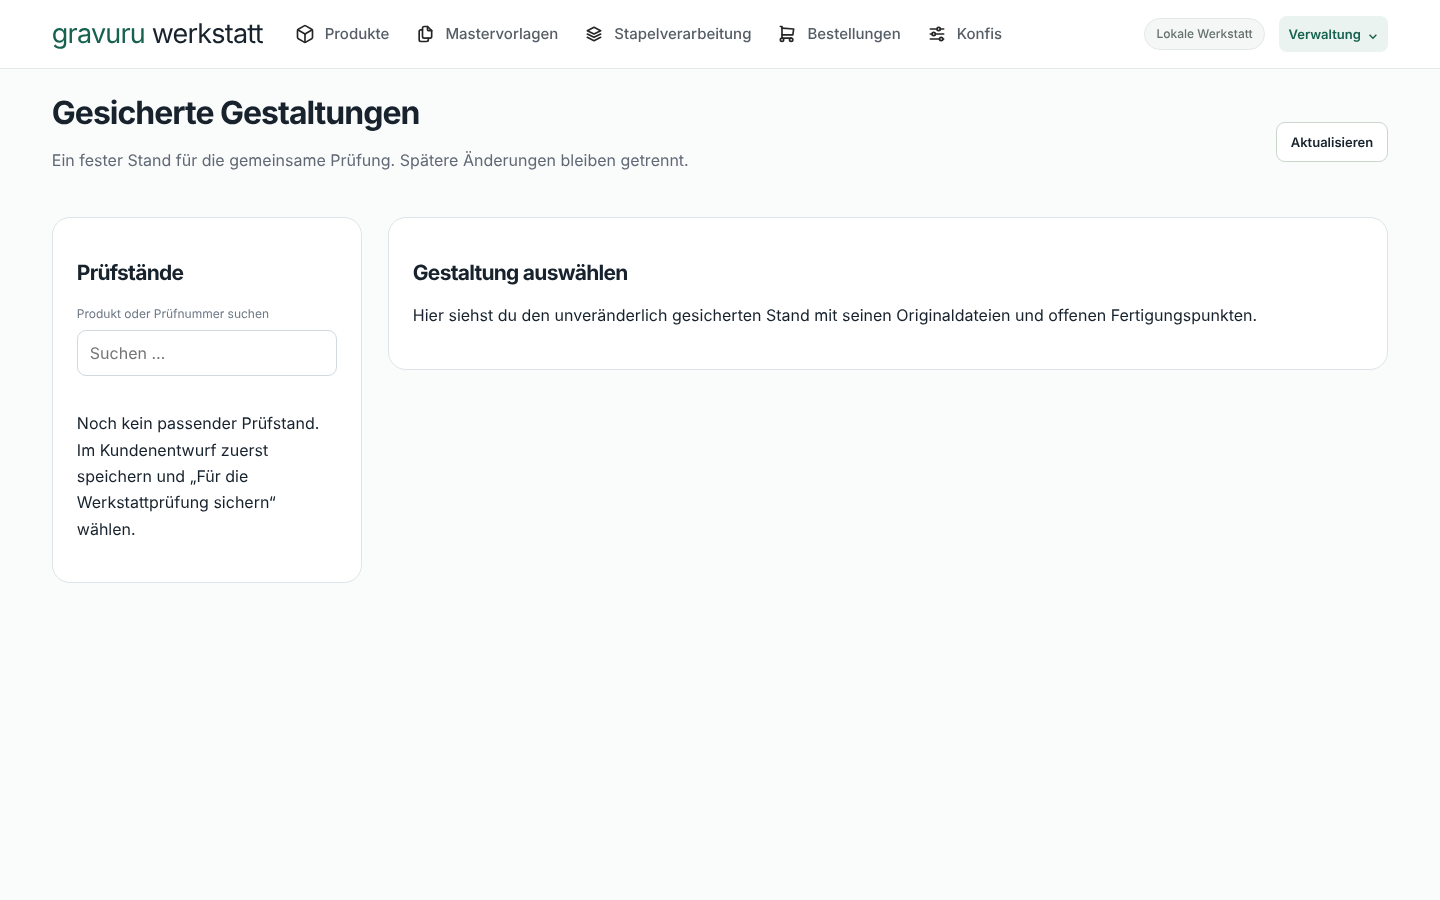 gravuru werkstatt
Produkte
Mastervorlagen
Stapelverarbeitung
Bestellungen
Konfis
Lokale Werkstatt
Verwaltung
Gesicherte Gestaltungen
Ein fester Stand für die gemeinsame Prüfung. Spätere Änderungen bleiben getrennt.
Aktualisieren
Prüfstände
Produkt oder Prüfnummer suchen
Suchen …
Noch kein passender Prüfstand.
Im Kundenentwurf zuerst
speichern und „Für die
Werkstattprüfung sichern“
wählen.
Gestaltung auswählen
Hier siehst du den unveränderlich gesicherten Stand mit seinen Originaldateien und offenen Fertigungspunkten.